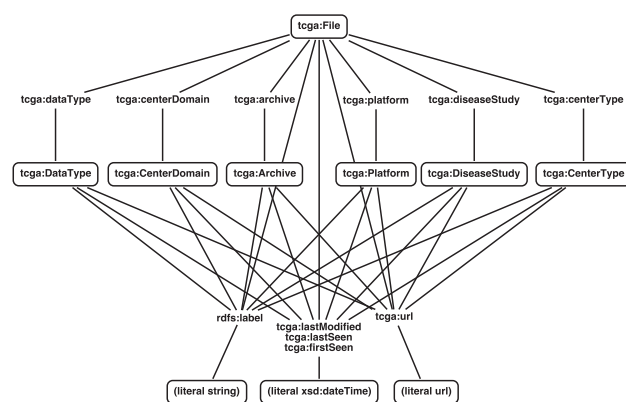 tcga:File
tcga:dataType tcga:centerDomain tcga:archive tcga:platform tcga:diseaseStudy tcga:centerType
tcga:DataType tcga:CenterDomain tcga:Archive tcga:Platform tcga:DiseaseStudy tcga:CenterType
rdfs:label tcga:url
tcga:lastModified
tcga:lastSeen
tcga:firstSeen
(literal string) (literal xsd:dateTime) (literal url)